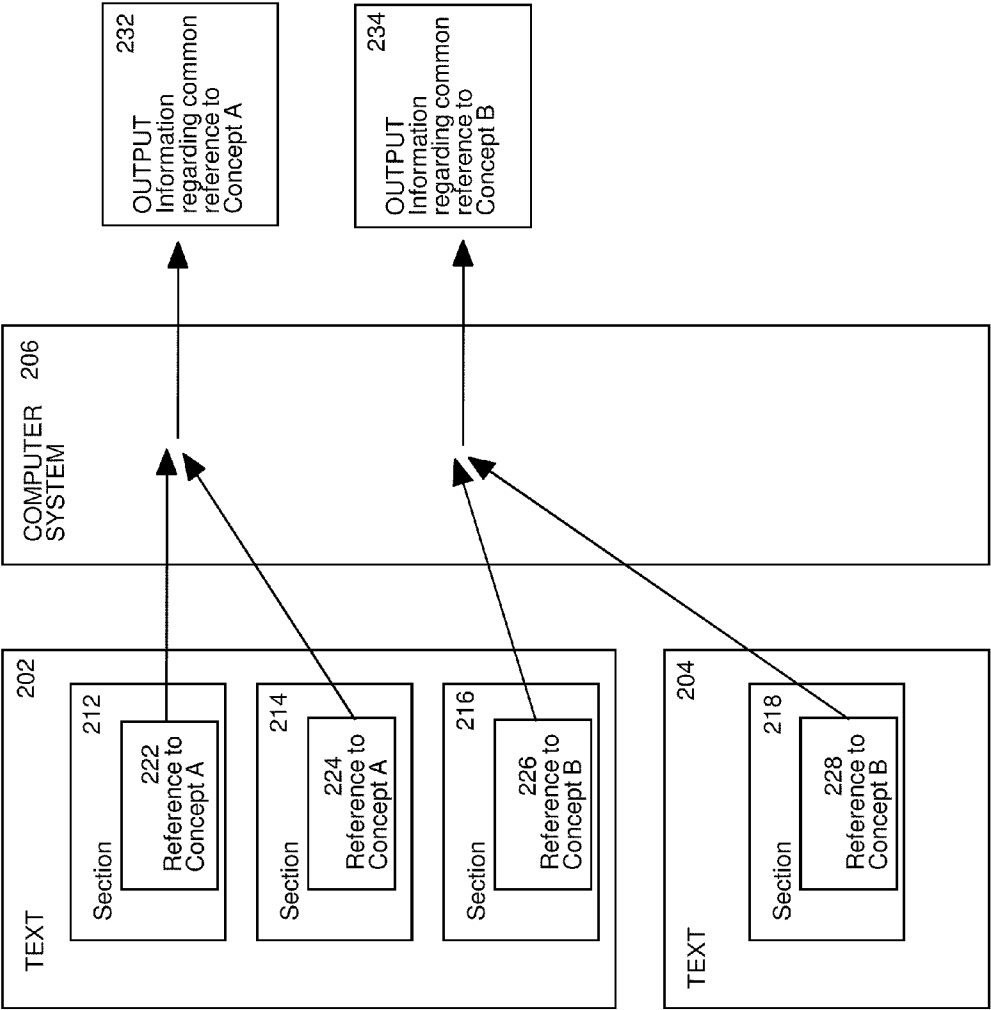 TEXT 202
Section 212
222
Reference to
Concept A
Section 214
224
Reference to
Concept A
Section 216
226
Reference to
Concept B
TEXT 204
Section 218
228
Reference to
Concept B
COMPUTER 206
SYSTEM
232
OUTPUT
Information
regarding common
reference to
Concept A
234
OUTPUT
Information
regarding common
reference to
Concept B